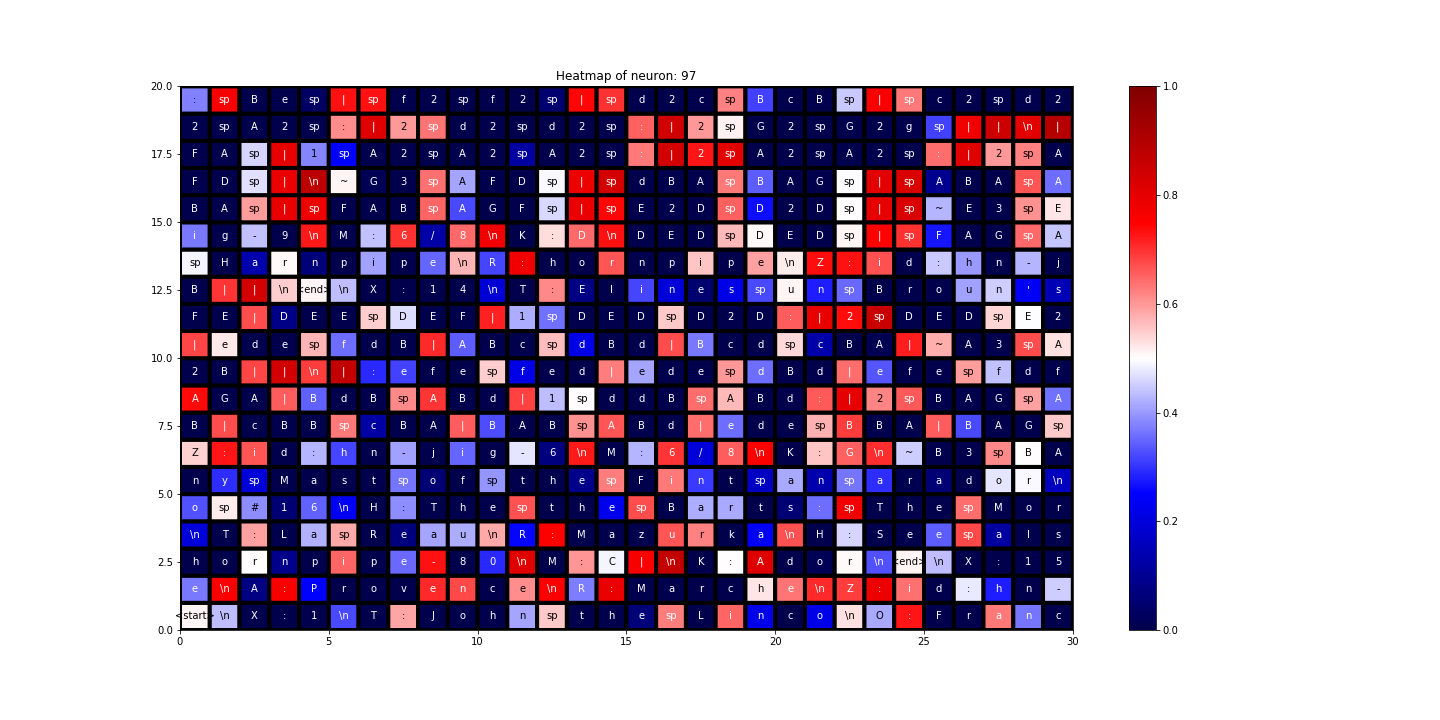 Heatmap of neuron: 97
20.0 : sp B e sp | sp f 2 sp f 2 sp | sp d 2 c sp B c B sp | sp c 2 sp d 2 1.0
2 sp A 2 sp : | 2 sp d 2 sp d 2 sp : | 2 sp G 2 sp G 2 g sp | | \n |
17.5 F A sp | 1 sp A 2 sp A 2 sp A 2 sp : | 2 sp A 2 sp A 2 sp : | 2 sp A
F D sp | \n ~ G 3 sp A F D sp | sp d B A sp B A G sp | sp A B A sp A
15.0 B A sp | sp F A B sp A G F sp | sp E 2 D sp D 2 D sp | sp ~ E 3 sp E 0.8
i g - 9 \n M : 6 / 8 \n K : D \n D E D sp D E D sp | sp F A G sp A
sp H a r n p i p e \n R : h o r n p i p e \n Z : i d : h n - j
12.5 B | | \n <end> \n X : 1 4 \n T : E l i n e s sp u n sp B r o u n ' s 0.6
F E | D E E sp D E F | 1 sp D E D sp D 2 D : | 2 sp D E D sp E 2
| e d e sp f d B | A B c sp d B d | B c d sp c B A | ~ A 3 sp A
10.0 2 B | | \n | : e f e sp f e d | e d e sp d B d | e f e sp f d f
A G A | B d B sp A B d | 1 sp d d B sp A B d : | 2 sp B A G sp A 0.4
7.5 B | c B B sp c B A | B A B sp A B d | e d e sp B B A | B A G sp
Z : i d : h n - j i g - 6 \n M : 6 / 8 \n K : G \n ~ B 3 sp B A
n y sp M a s t sp o f sp t h e sp F i n t sp a n sp a r a d o r \n
5.0 o sp # 1 6 \n H : T h e sp t h e sp B a r t s : sp T h e sp M o r 0.2
\n T : L a sp R e a u \n R : M a z u r k a \n H : S e e sp a l s
2.5 h o r n p i p e - 8 0 \n M : C | \n K : A d o r \n <end> \n X : 1 5
e \n A : P r o v e n c e \n R : M a r c h e \n Z : i d : h n -
<start> \n X : 1 \n T : J o h n sp t h e sp L i n c o \n O : F r a n c
0.0 0.0
0 5 10 15 20 25 30